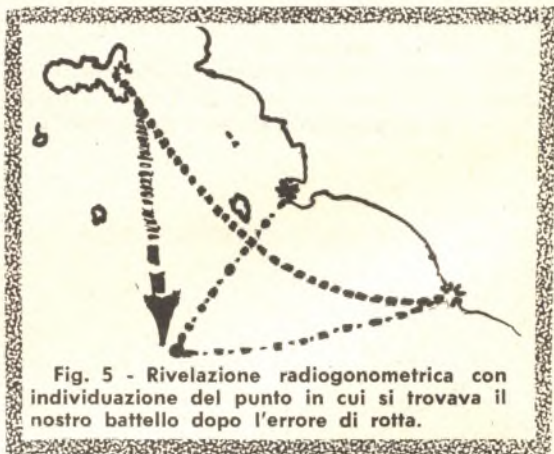 Fig. 5 - Rivelazione radiogonometrica con
individuazione del punto in cui si trovava il
nostro battello dopo l'errore di rotta.